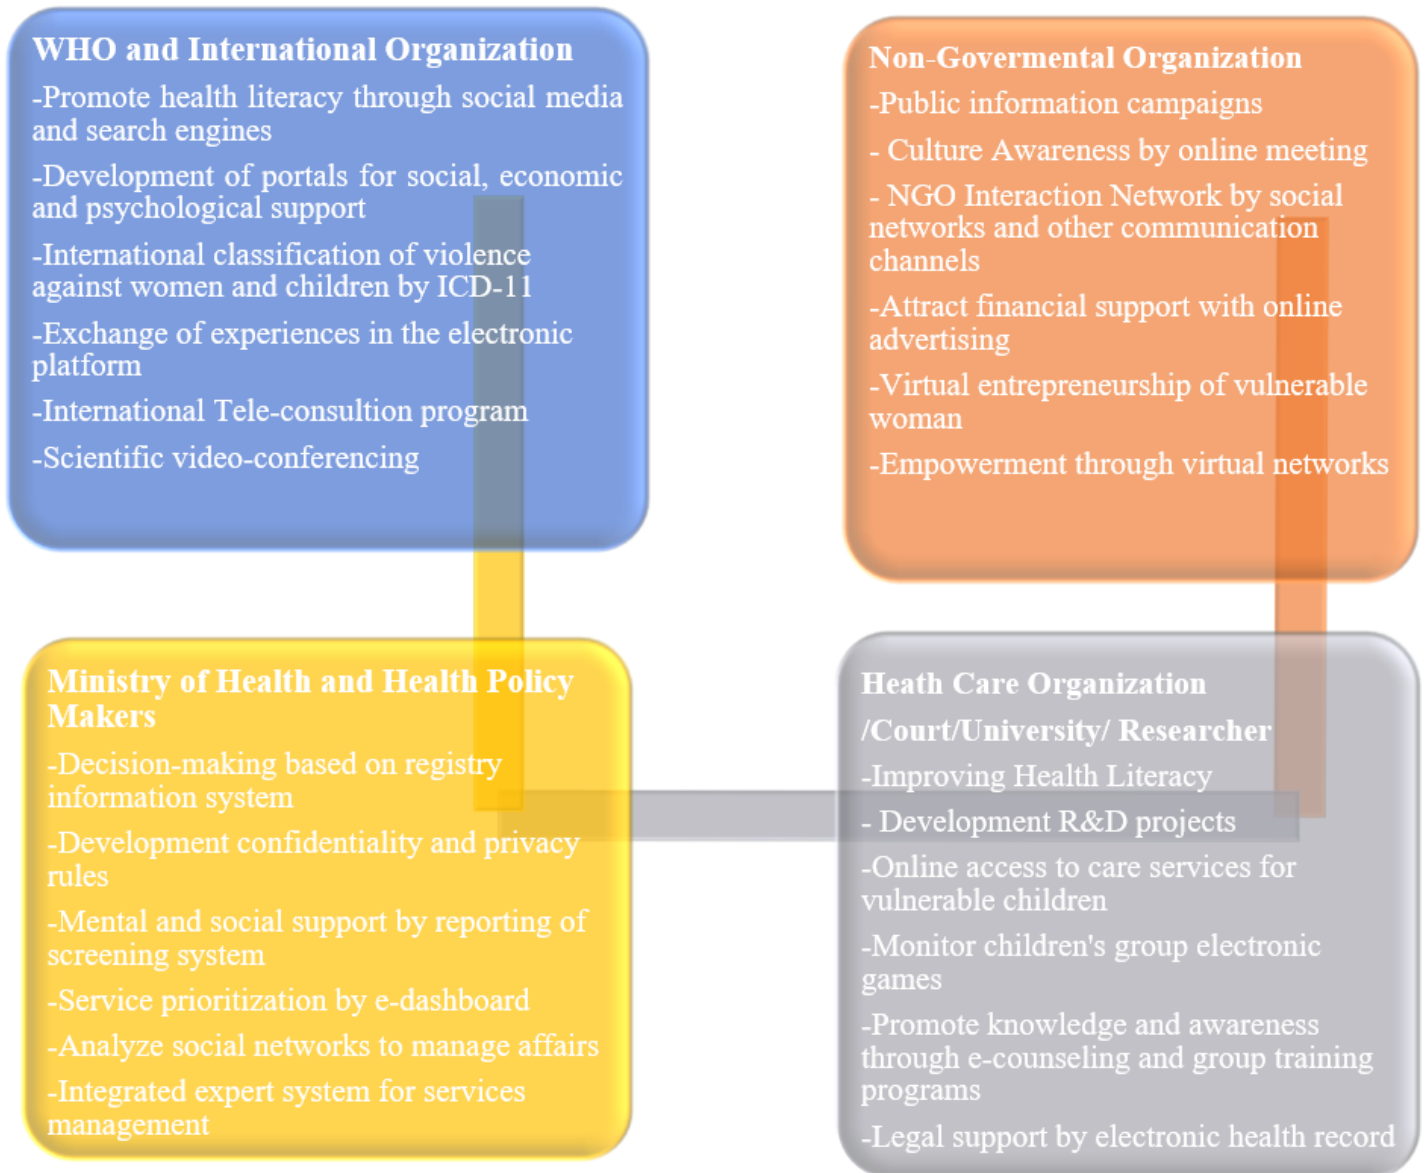 WHO and International Organization
-Promote health literacy through social media
and search engines
-Development of portals for social, economic
and psychological support
-International classification of violence
against women and children by ICD-11
-Exchange of experiences in the electronic
platform
-International Tele-consultion program
-Scientific video-conferencing
Non-Govermental Organization
-Public information campaigns
- Culture Awareness by online meeting
- NGO Interaction Network by social
networks and other communication
channels
-Attract financial support with online
advertising
-Virtual entrepreneurship of vulnerable
woman
-Empowerment through virtual networks
Ministry of Health and Health Policy
Makers
-Decision-making based on registry
information system
-Development confidentiality and privacy
rules
-Mental and social support by reporting of
screening system
-Service prioritization by e-dashboard
-Analyze social networks to manage affairs
-Integrated expert system for services
management
Heath Care Organization
/Court/University/ Researcher
-Improving Health Literacy
- Development R&D projects
-Online access to care services for
vulnerable children
-Monitor children's group electronic
games
-Promote knowledge and awareness
through e-counseling and group training
programs
-Legal support by electronic health record